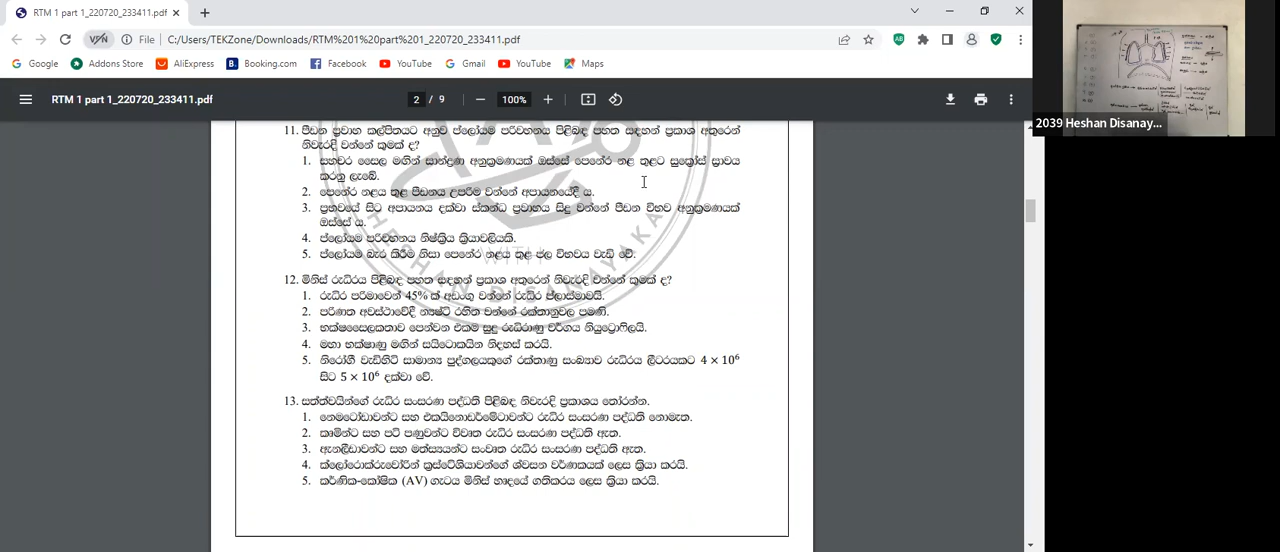 RTM 1 part 1_220720_233411.pdf
File
C:/Users/TEKZone/Downloads/RTM%201%20part%201_220720_233411.pdf
Google
Addons Store
AliExpress
Booking.com
Facebook
YouTube
Gmail
YouTube
Maps
RTM 1 part 1_220720_233411.pdf
2 / 9
100%
2039 Heshan Disanay...
11. පීඩන ප්‍රවාහ කල්පිතයට අනුව ප්ලෝයම පරිවහනය පිළිබඳ පහත සඳහන් ප්‍රකාශ අතුරෙන්
නිවැරදි වන්නේ කුමක් ද?
1. සහචර සෛල මගින් සාන්ද්‍රණ අනුක්‍රමණයක් ඔස්සේ පෙනේර නළ තුළට සුක්‍රෝස් ස්‍රාවය
කරනු ලැබේ.
2. පෙනේර නළය තුළ පීඩනය උපරිම වන්නේ අපායනයේදී ය.
3. ප්‍රභවයේ සිට අපායනය දක්වා ස්කන්ධ ප්‍රවාහය සිදු වන්නේ පීඩන විභව අනුක්‍රමණයක්
ඔස්සේ ය.
4. ප්ලෝයම පරිවහනය නිෂ්ක්‍රිය ක්‍රියාවලියකි.
5. ප්ලෝයම බැර කිරීම නිසා පෙනේර නළය තුළ ජල විභවය වැඩි වේ.
WITH
HESHAN DISANAYAKA
12. මිනිස් රුධිරය පිළිබඳ පහත සඳහන් ප්‍රකාශ අතුරෙන් නිවැරදි වන්නේ කුමක් ද?
1. රුධිර පරිමාවෙන් 45% ක් අඩංගු වන්නේ රුධිර ප්ලාස්මාවයි.
2. පරිණත අවස්ථාවේදී න්‍යෂ්ටි රහිත වන්නේ රක්තානුවල පමණි.
3. භක්ෂසෛලකතාව පෙන්වන එකම සුදු රුධිරාණු වර්ගය නියුට්‍රොෆිලයි.
4. මහා භක්ෂාණු මගින් සයිටොකයින නිදහස් කරයි.
5. නිරෝගී වැඩිහිටි සාමාන්‍ය පුද්ගලයකුගේ රක්තාණු සංඛ්‍යාව රුධිරය ලීටරයකට 4 × 10⁶
සිට 5 × 10⁶ දක්වා වේ.
13. සත්ත්වයින්ගේ රුධිර සංසරණ පද්ධති පිළිබඳ නිවැරදි ප්‍රකාශය තෝරන්න.
1. නෙමටෝඩාවන්ට සහ එකයිනොඩර්මේටාවන්ට රුධිර සංසරණ පද්ධති නොමැත.
2. කෘමීන්ට සහ පටි පණුවන්ට විවෘත රුධිර සංසරණ පද්ධති ඇත.
3. ඇනලීඩාවන්ට සහ මත්ස්‍යයන්ට සංවෘත රුධිර සංසරණ පද්ධති ඇත.
4. ක්ලෝරොක්රුවෝරින් ක්‍රස්ටේශියාවන්ගේ ශ්වසන වර්ණකයක් ලෙස ක්‍රියා කරයි.
5. කර්ණික-කෝෂික (AV) ගැටය මිනිස් හෘදයේ ගතිකරය ලෙස ක්‍රියා කරයි.